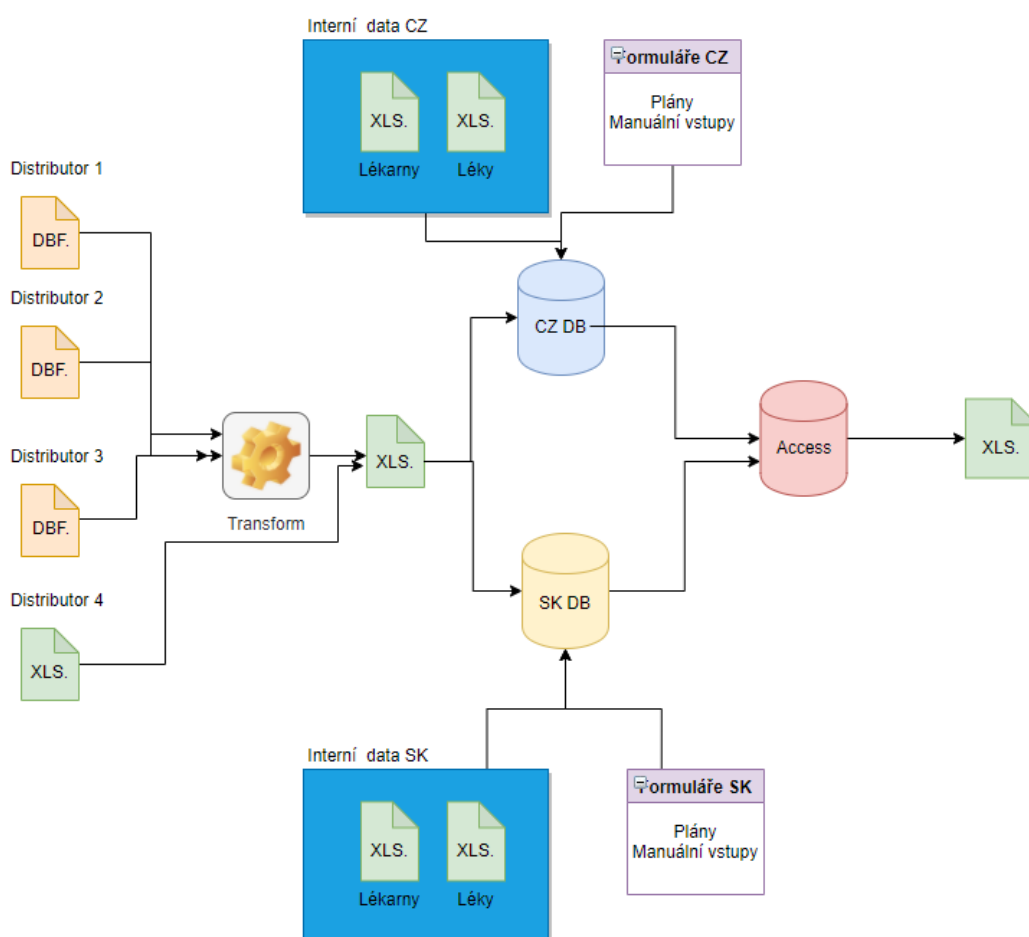 Interní data CZ
XLS.
XLS.
Lékarny
Léky
Formuláře CZ
Plány
Manuální vstupy
Distributor 1
DBF.
Distributor 2
DBF.
Distributor 3
DBF.
Distributor 4
XLS.
Transform
XLS.
CZ DB
SK DB
Access
XLS.
Interní data SK
XLS.
XLS.
Lékarny
Léky
Formuláře SK
Plány
Manuální vstupy